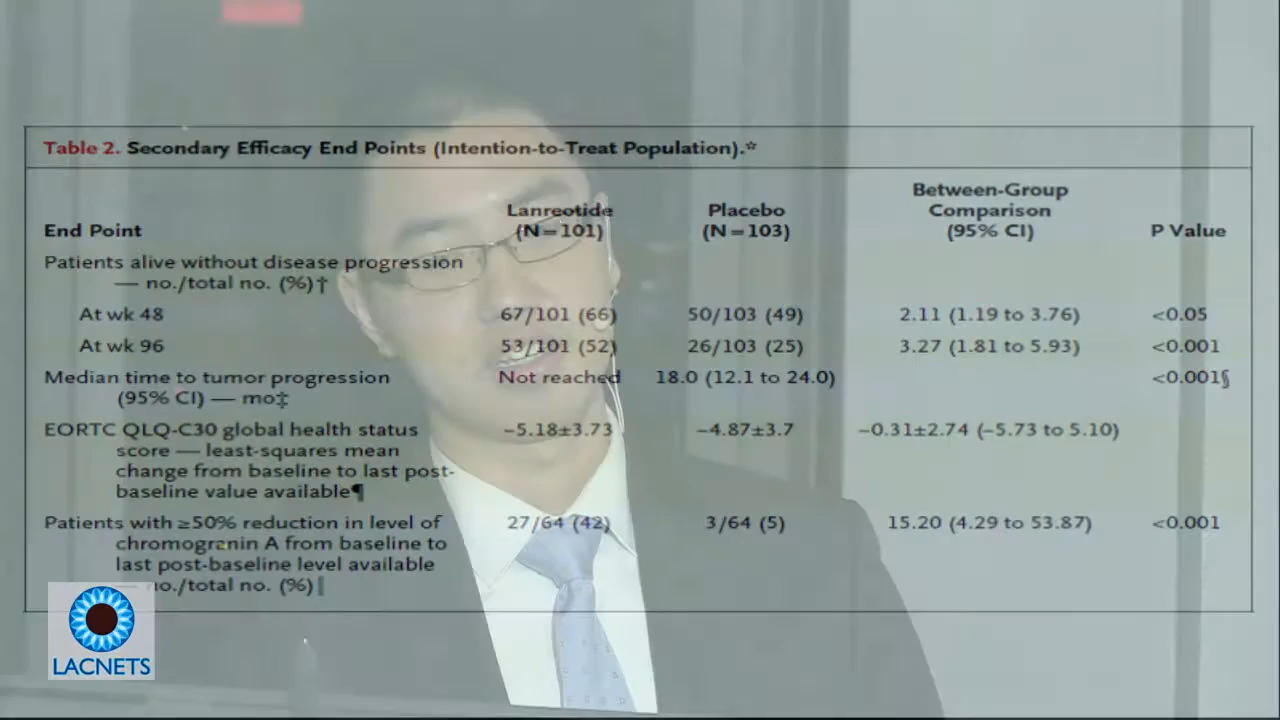 Table 2. Secondary Efficacy End Points (Intention-to-Treat Population).*
End Point Lanreotide (N=101) Placebo (N=103) Between-Group Comparison (95% CI) P Value
Patients alive without disease progression
— no./total no. (%)†
At wk 48 67/101 (66) 50/103 (49) 2.11 (1.19 to 3.76) <0.05
At wk 96 53/101 (52) 26/103 (25) 3.27 (1.81 to 5.93) <0.001
Median time to tumor progression Not reached 18.0 (12.1 to 24.0) <0.001§
(95% CI) — mo‡
EORTC QLQ-C30 global health status −5.18±3.73 −4.87±3.7 −0.31±2.74 (−5.73 to 5.10)
score — least-squares mean
change from baseline to last post-
baseline value available¶
Patients with ≥50% reduction in level of 27/64 (42) 3/64 (5) 15.20 (4.29 to 53.87) <0.001
chromogranin A from baseline to
last post-baseline level available
— no./total no. (%)‖
LACNETS